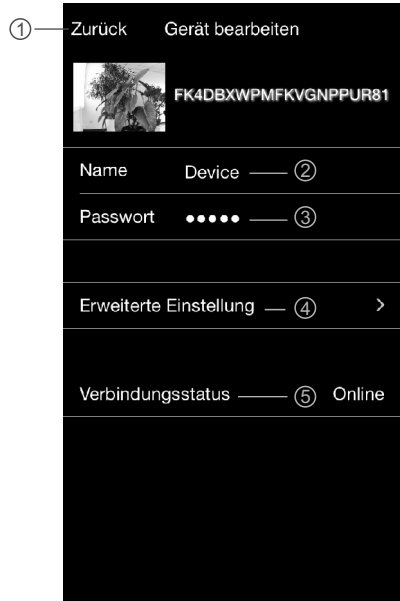 ① Zurück Gerät bearbeiten
FK4DBXWPMFKVGNPPUR81
Name Device ②
Passwort ●●●●● ③
Erweiterte Einstellung ④ >
Verbindungsstatus ⑤ Online